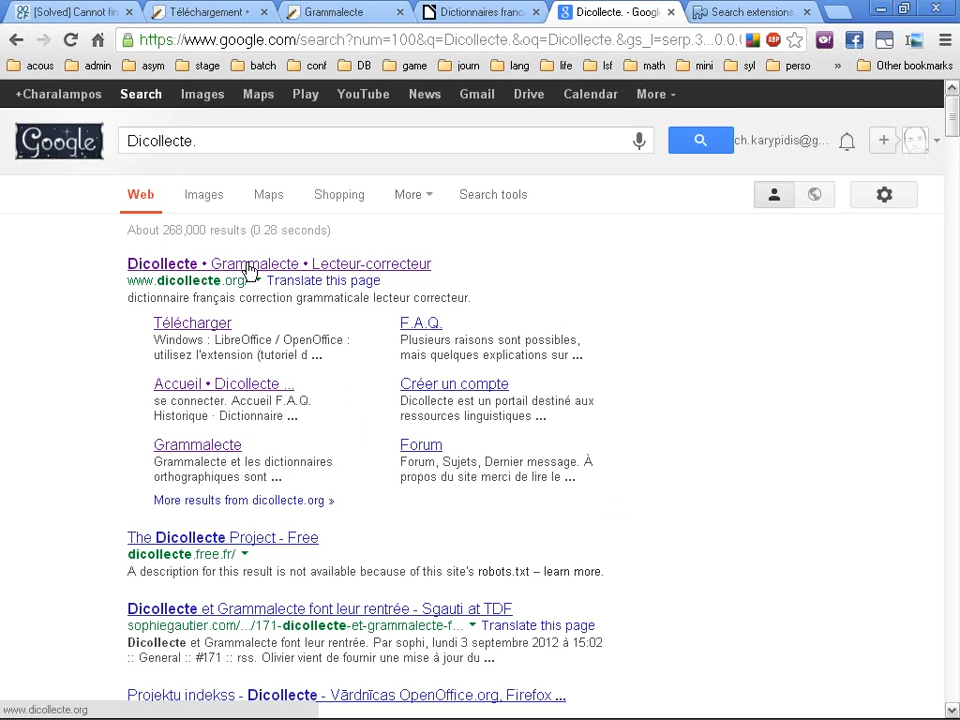 [Solved] Cannot fin
Téléchargement •
Grammalecte
Dictionnaires franc
Dicollecte. - Goog
Search extensions
https://www.google.com/search?num=100&q=Dicollecte.&oq=Dicollecte.&gs_l=serp.3...0.0.
acous admin asym stage batch conf DB game journ lang life lsf math mini syl perso » Other bookmarks
+Charalampos Search Images Maps Play YouTube News Gmail Drive Calendar More
Google Dicollecte. ch.karypidis@g...
Web Images Maps Shopping More Search tools
About 268,000 results (0.28 seconds)
Dicollecte • Grammalecte • Lecteur-correcteur
www.dicollecte.org/ Translate this page
dictionnaire français correction grammaticale lecteur correcteur.
Télécharger
Windows : LibreOffice / OpenOffice :
utilisez l'extension (tutoriel d ...
F.A.Q.
Plusieurs raisons sont possibles,
mais quelques explications sur ...
Accueil • Dicollecte ...
se connecter. Accueil F.A.Q.
Historique · Dictionnaire ...
Créer un compte
Dicollecte est un portail destiné aux
ressources linguistiques ...
Grammalecte
Grammalecte et les dictionnaires
orthographiques sont ...
Forum
Forum, Sujets, Dernier message. À
propos du site merci de lire le ...
More results from dicollecte.org »
The Dicollecte Project - Free
dicollecte.free.fr/
A description for this result is not available because of this site's robots.txt – learn more.
Dicollecte et Grammalecte font leur rentrée - Sgauti at TDF
sophiegautier.com/.../171-dicollecte-et-grammalecte-f... Translate this page
Dicollecte et Grammalecte font leur rentrée. Par sophi, lundi 3 septembre 2012 à 15:02
:: General :: #171 :: rss. Olivier vient de fournir une mise à jour du ...
Projektu indekss - Dicollecte - Vārdnīcas OpenOffice.org, Firefox ...
www.dicollecte.org